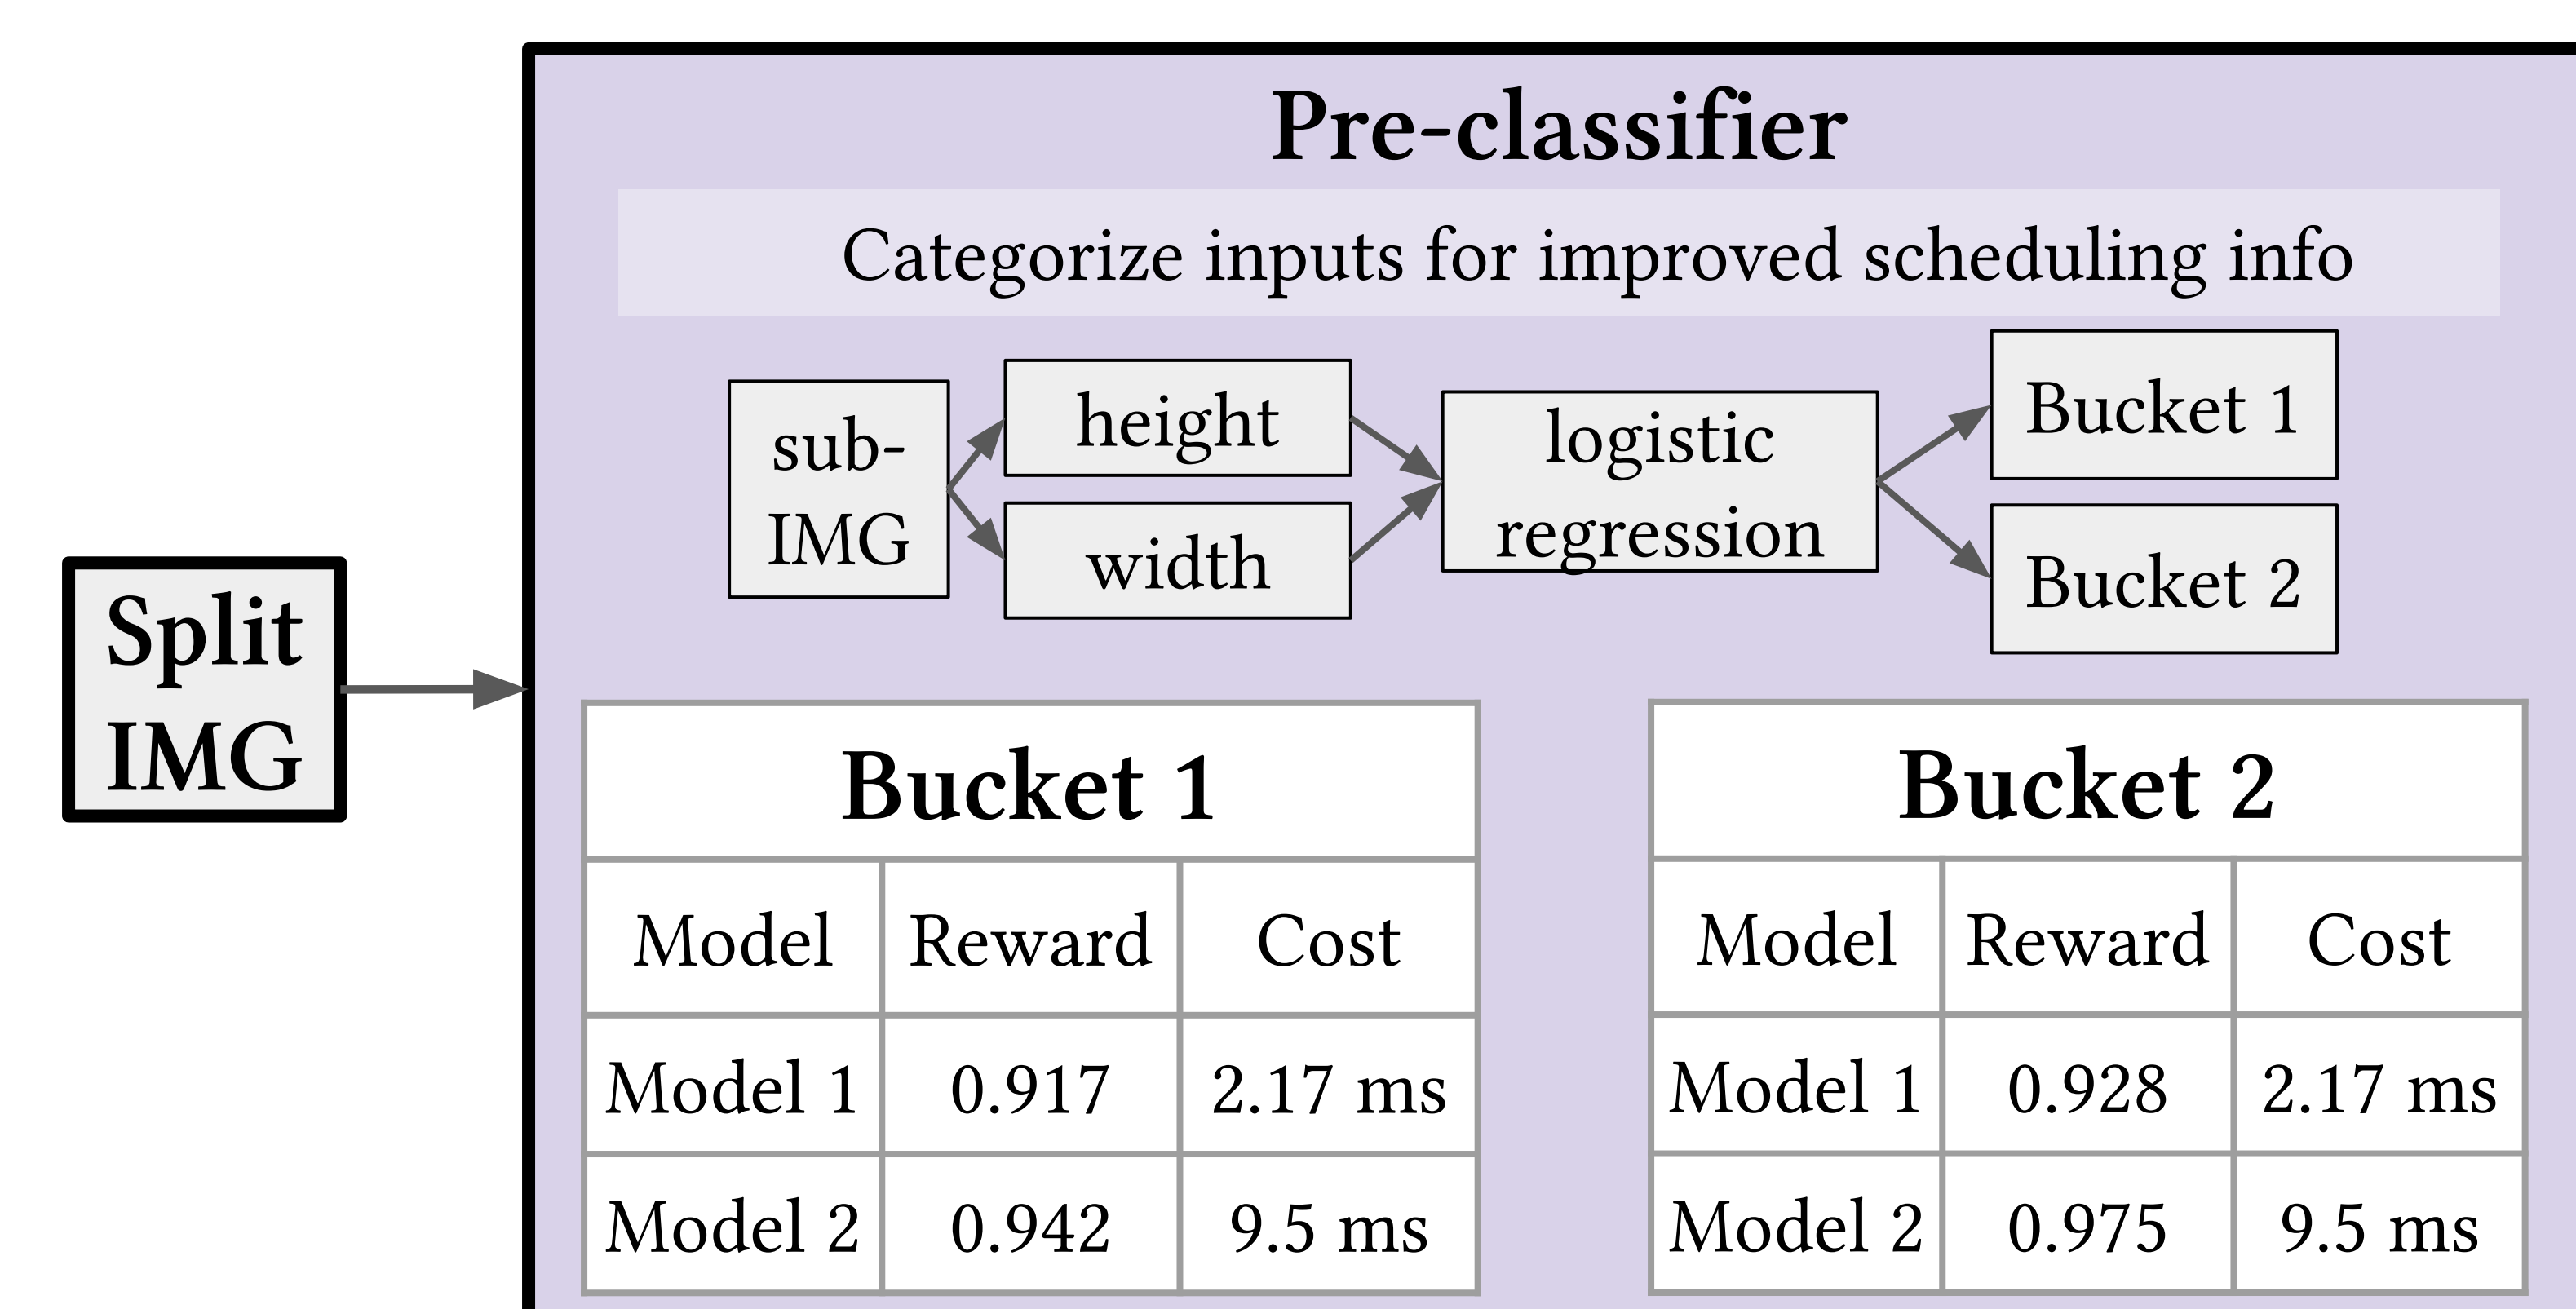 Split
IMG
Pre-classifier
Categorize inputs for improved scheduling info
sub-
IMG
height
width
logistic
regression
Bucket 1
Bucket 2
Bucket 1
Model Reward Cost
Model 1 0.917 2.17 ms
Model 2 0.942 9.5 ms
Bucket 2
Model Reward Cost
Model 1 0.928 2.17 ms
Model 2 0.975 9.5 ms